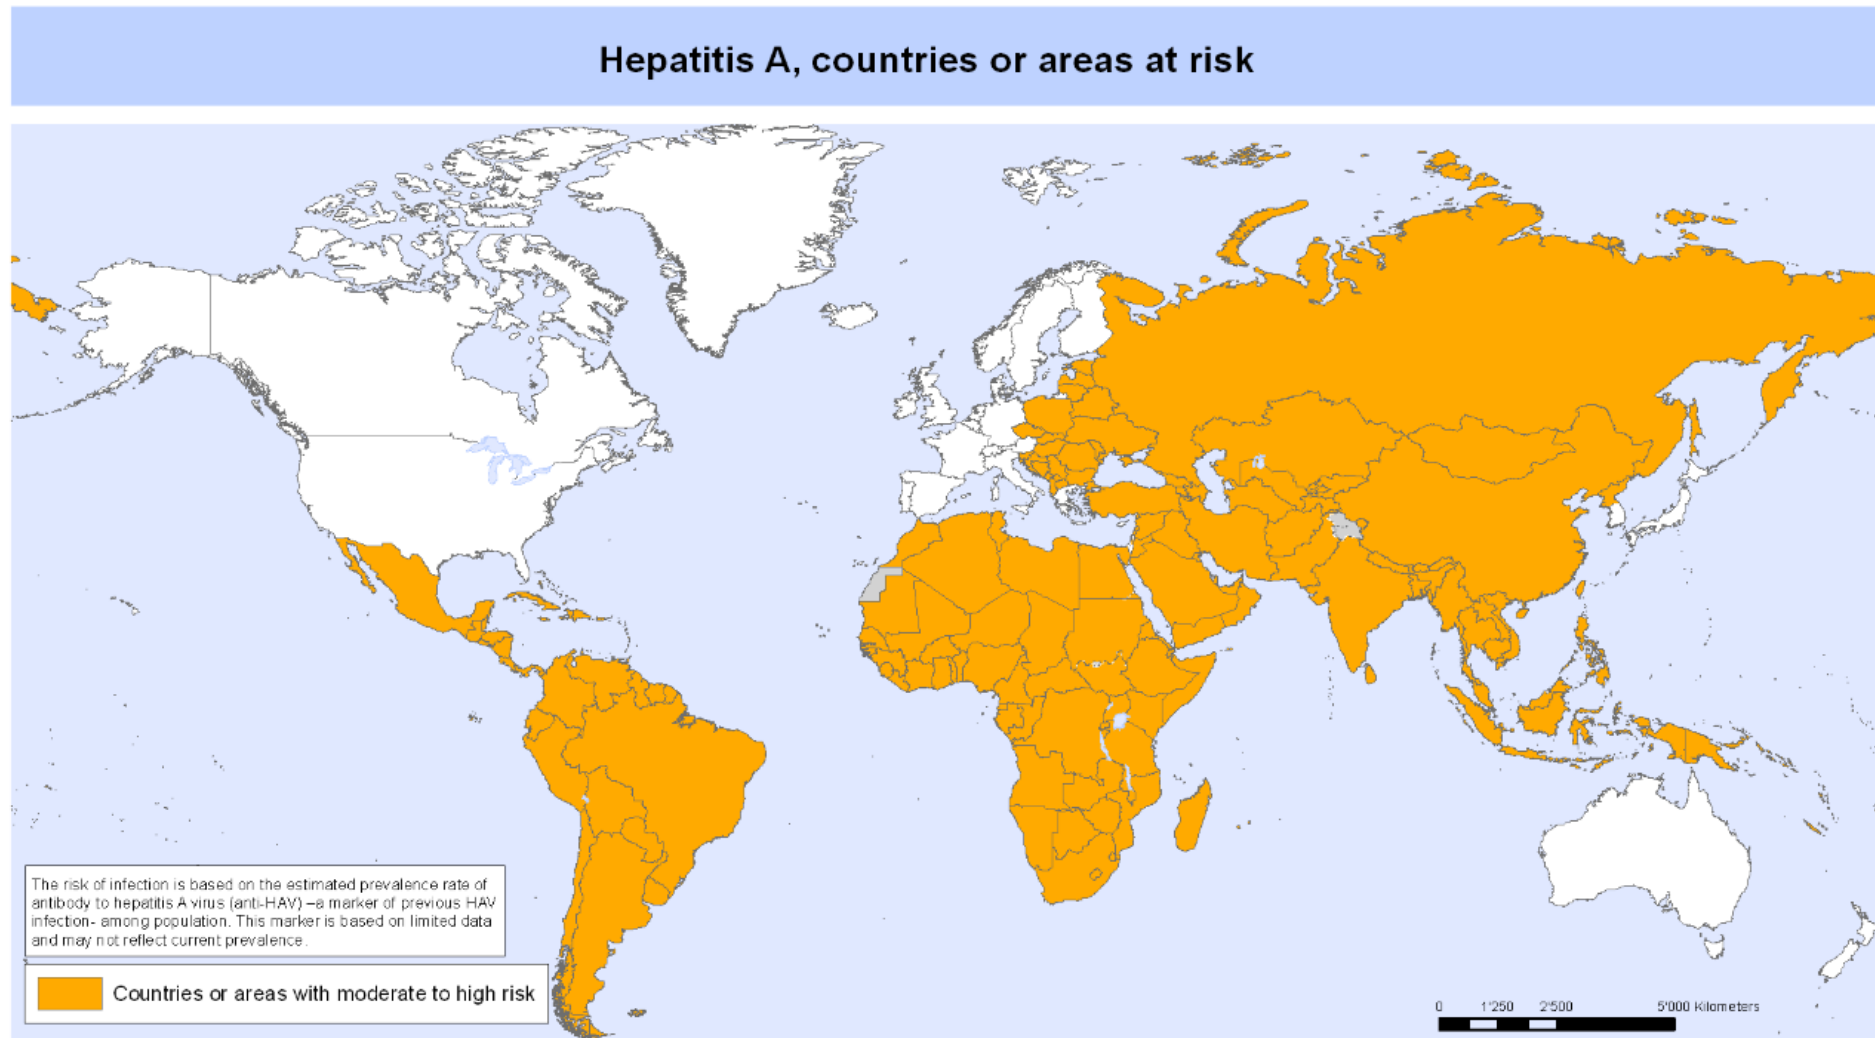 Hepatitis A, countries or areas at risk
The risk of infection is based on the estimated prevalence rate of
antibody to hepatitis A virus (anti-HAV) –a marker of previous HAV
infection- among population. This marker is based on limited data
and may not reflect current prevalence.
Countries or areas with moderate to high risk
0 1'250 2'500 5'000 Kilometers